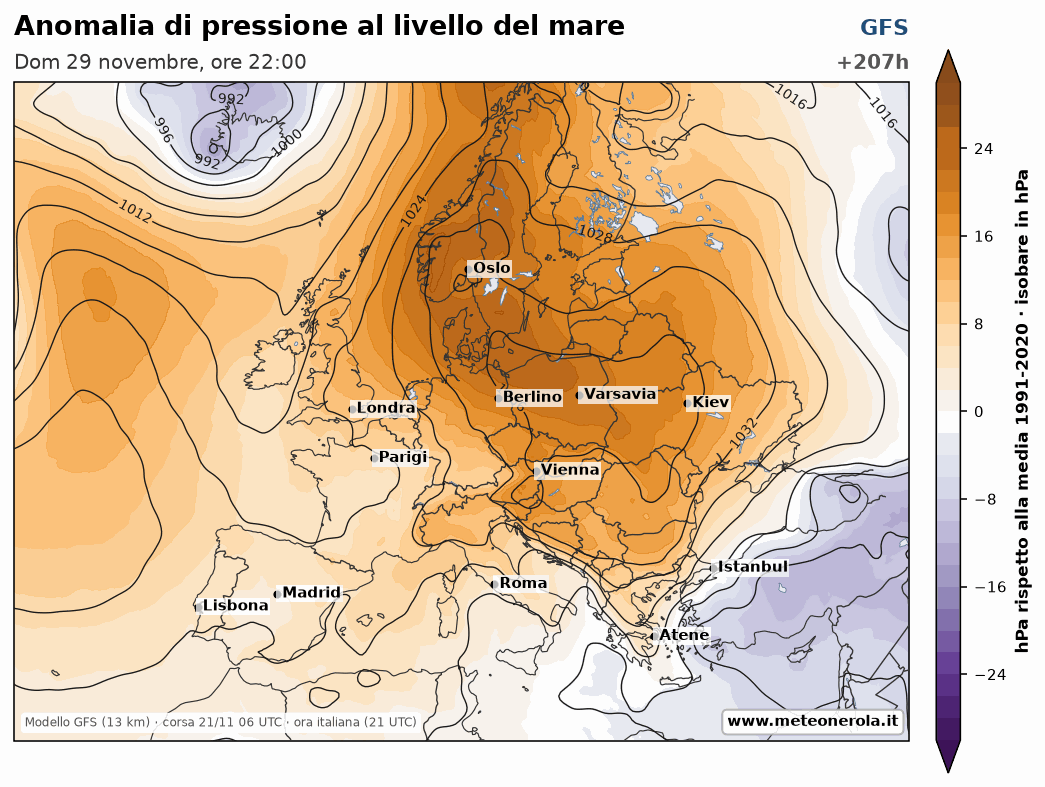 Anomalia di pressione al livello del mare
GFS
Dom 29 novembre, ore 22:00
+207h
992
996
1000
992
1016
1016
1012
1024
1028
1032
Oslo
Berlino
Varsavia
Kiev
Londra
Parigi
Vienna
Istanbul
Roma
Madrid
Lisbona
Atene
24
16
8
0
−8
−16
−24
hPa rispetto alla media 1991-2020 · isobare in hPa
Modello GFS (13 km) · corsa 21/11 06 UTC · ora italiana (21 UTC)
www.meteonerola.it